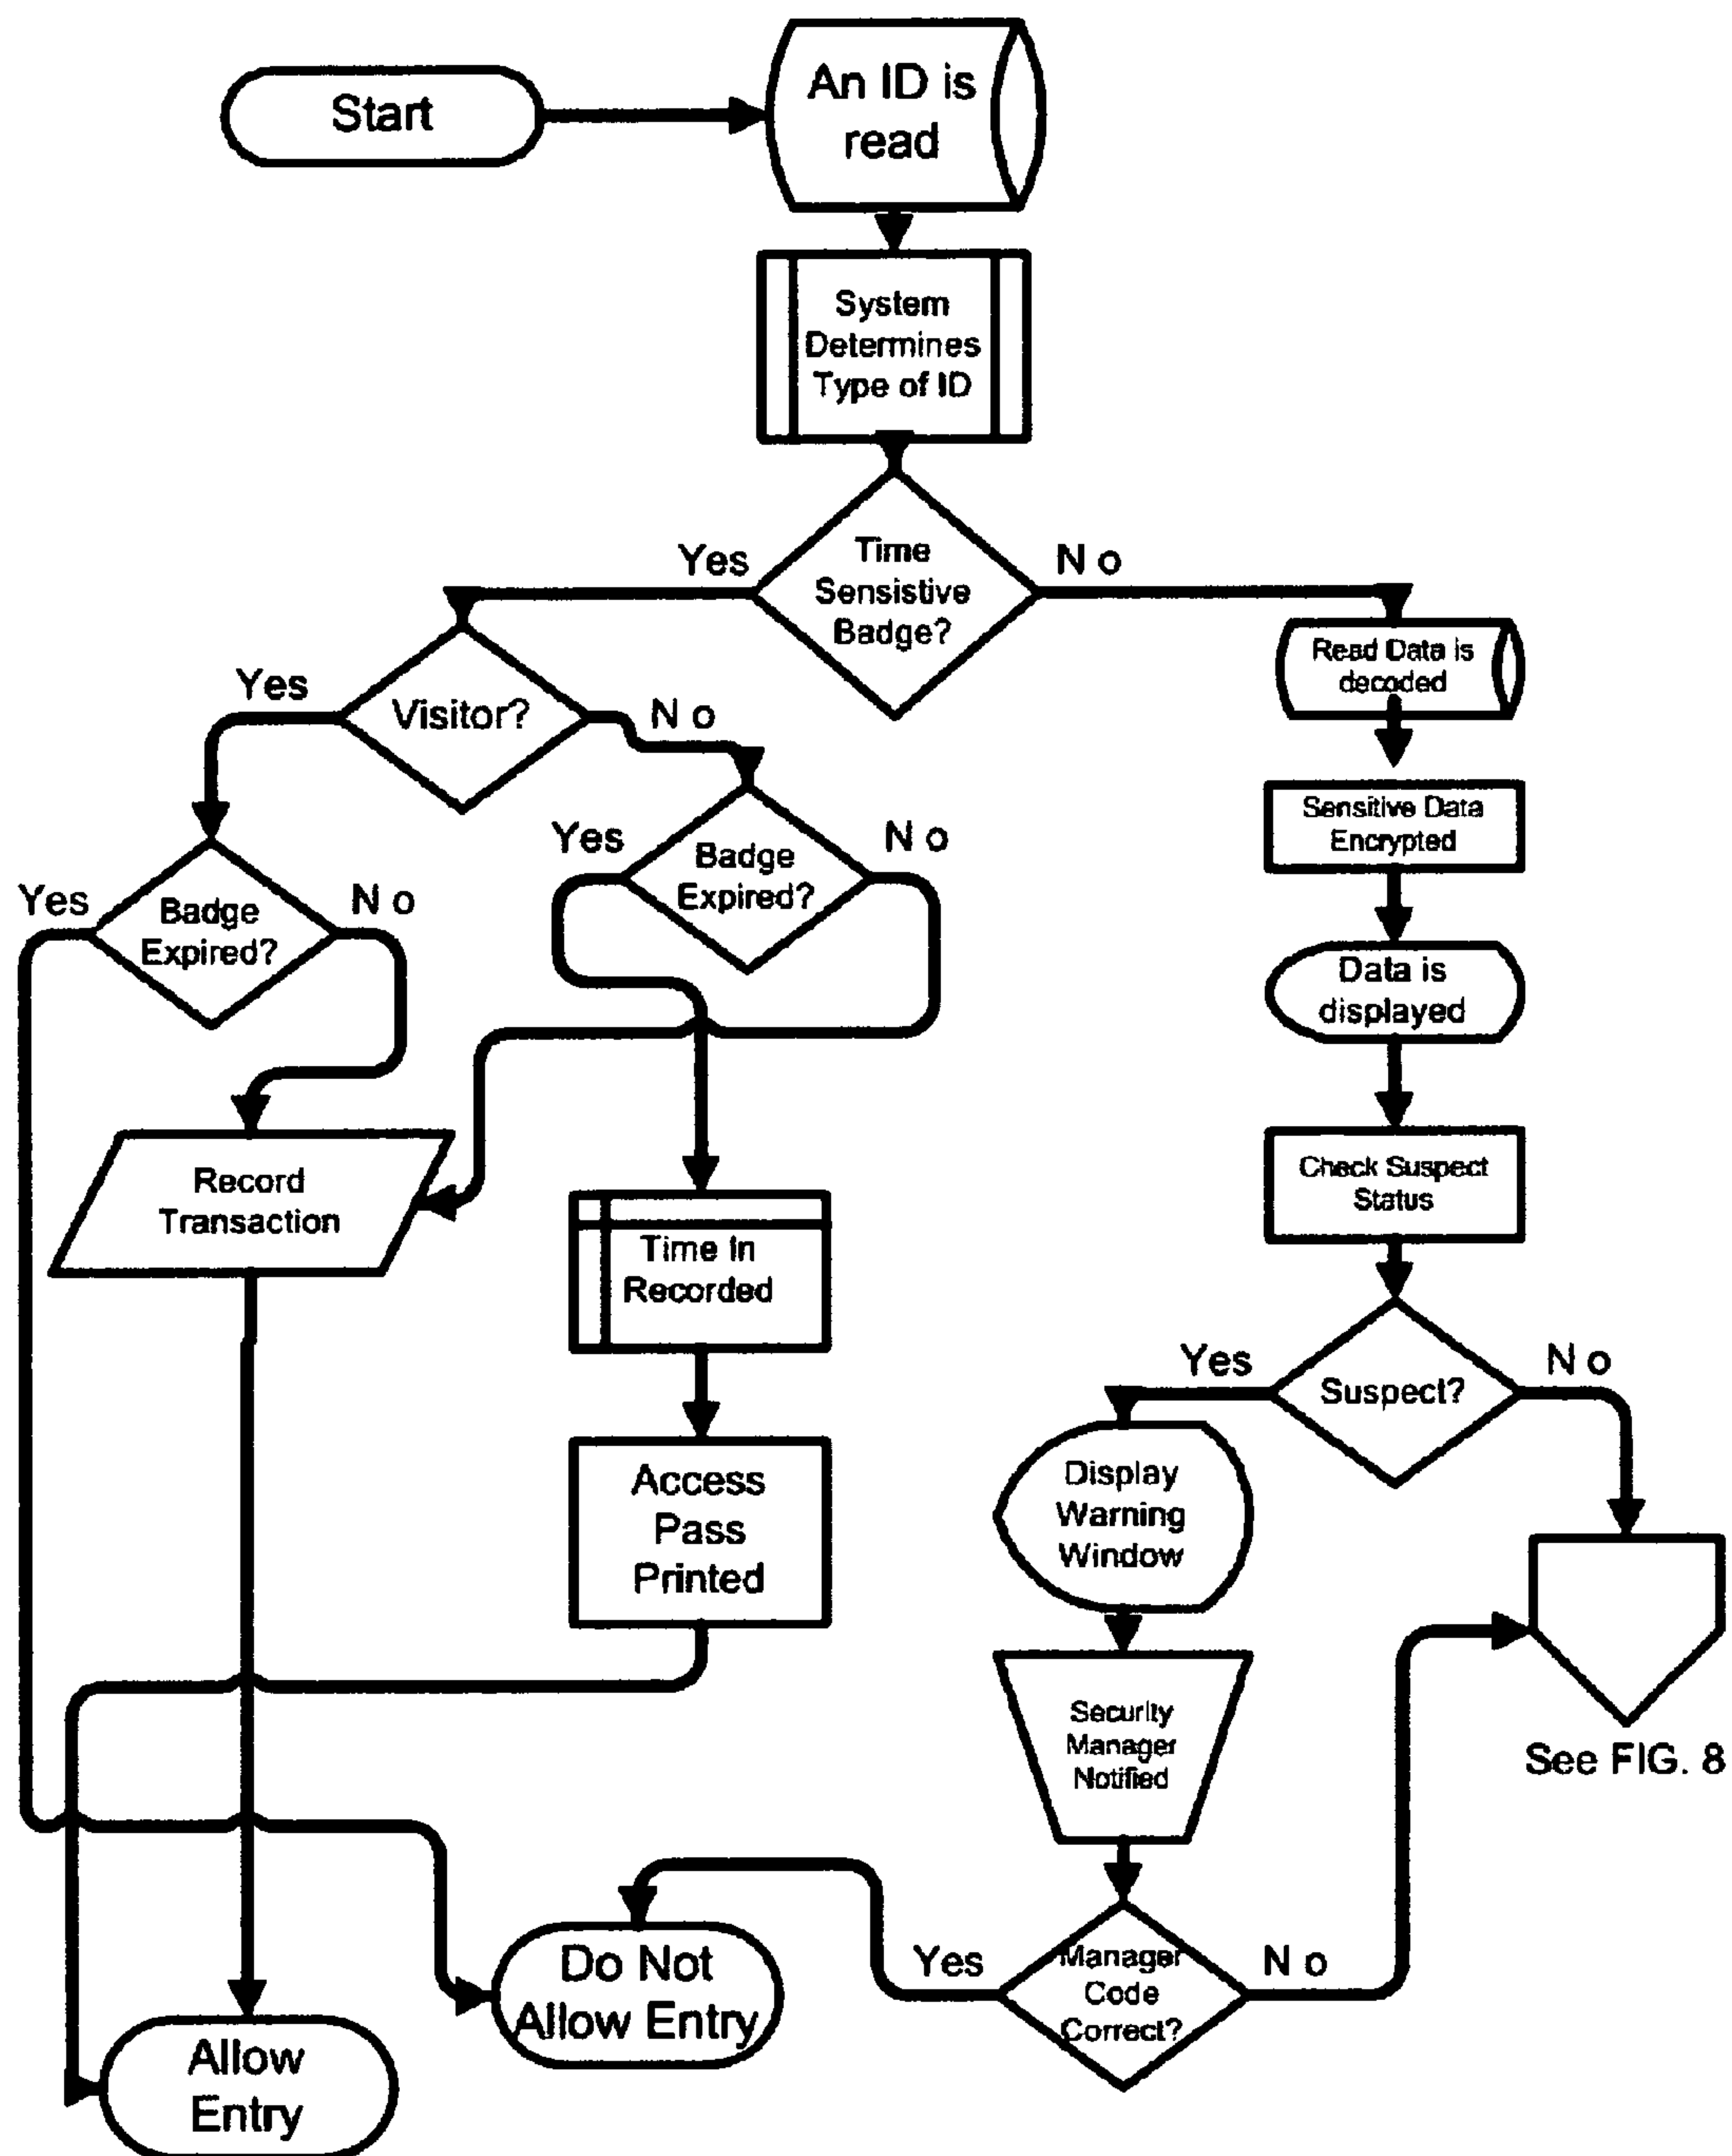 Start
An ID is
read
System
Determines
Type of ID
Yes
Time
Sensistive
Badge?
N o
Read Data is
decoded
Yes
Visitor?
N o
Sensitive Data
Encrypted
Yes
Badge
Expired?
N o
Yes
Badge
Expired?
N o
Data is
displayed
Record
Transaction
Check Suspect
Status
Time In
Recorded
Yes
Suspect?
N o
Access
Pass
Printed
Display
Warning
Window
Security
Manager
Notified
See FIG. 8
Do Not
Allow Entry
Yes
Manager
Code
Correct?
N o
Allow
Entry